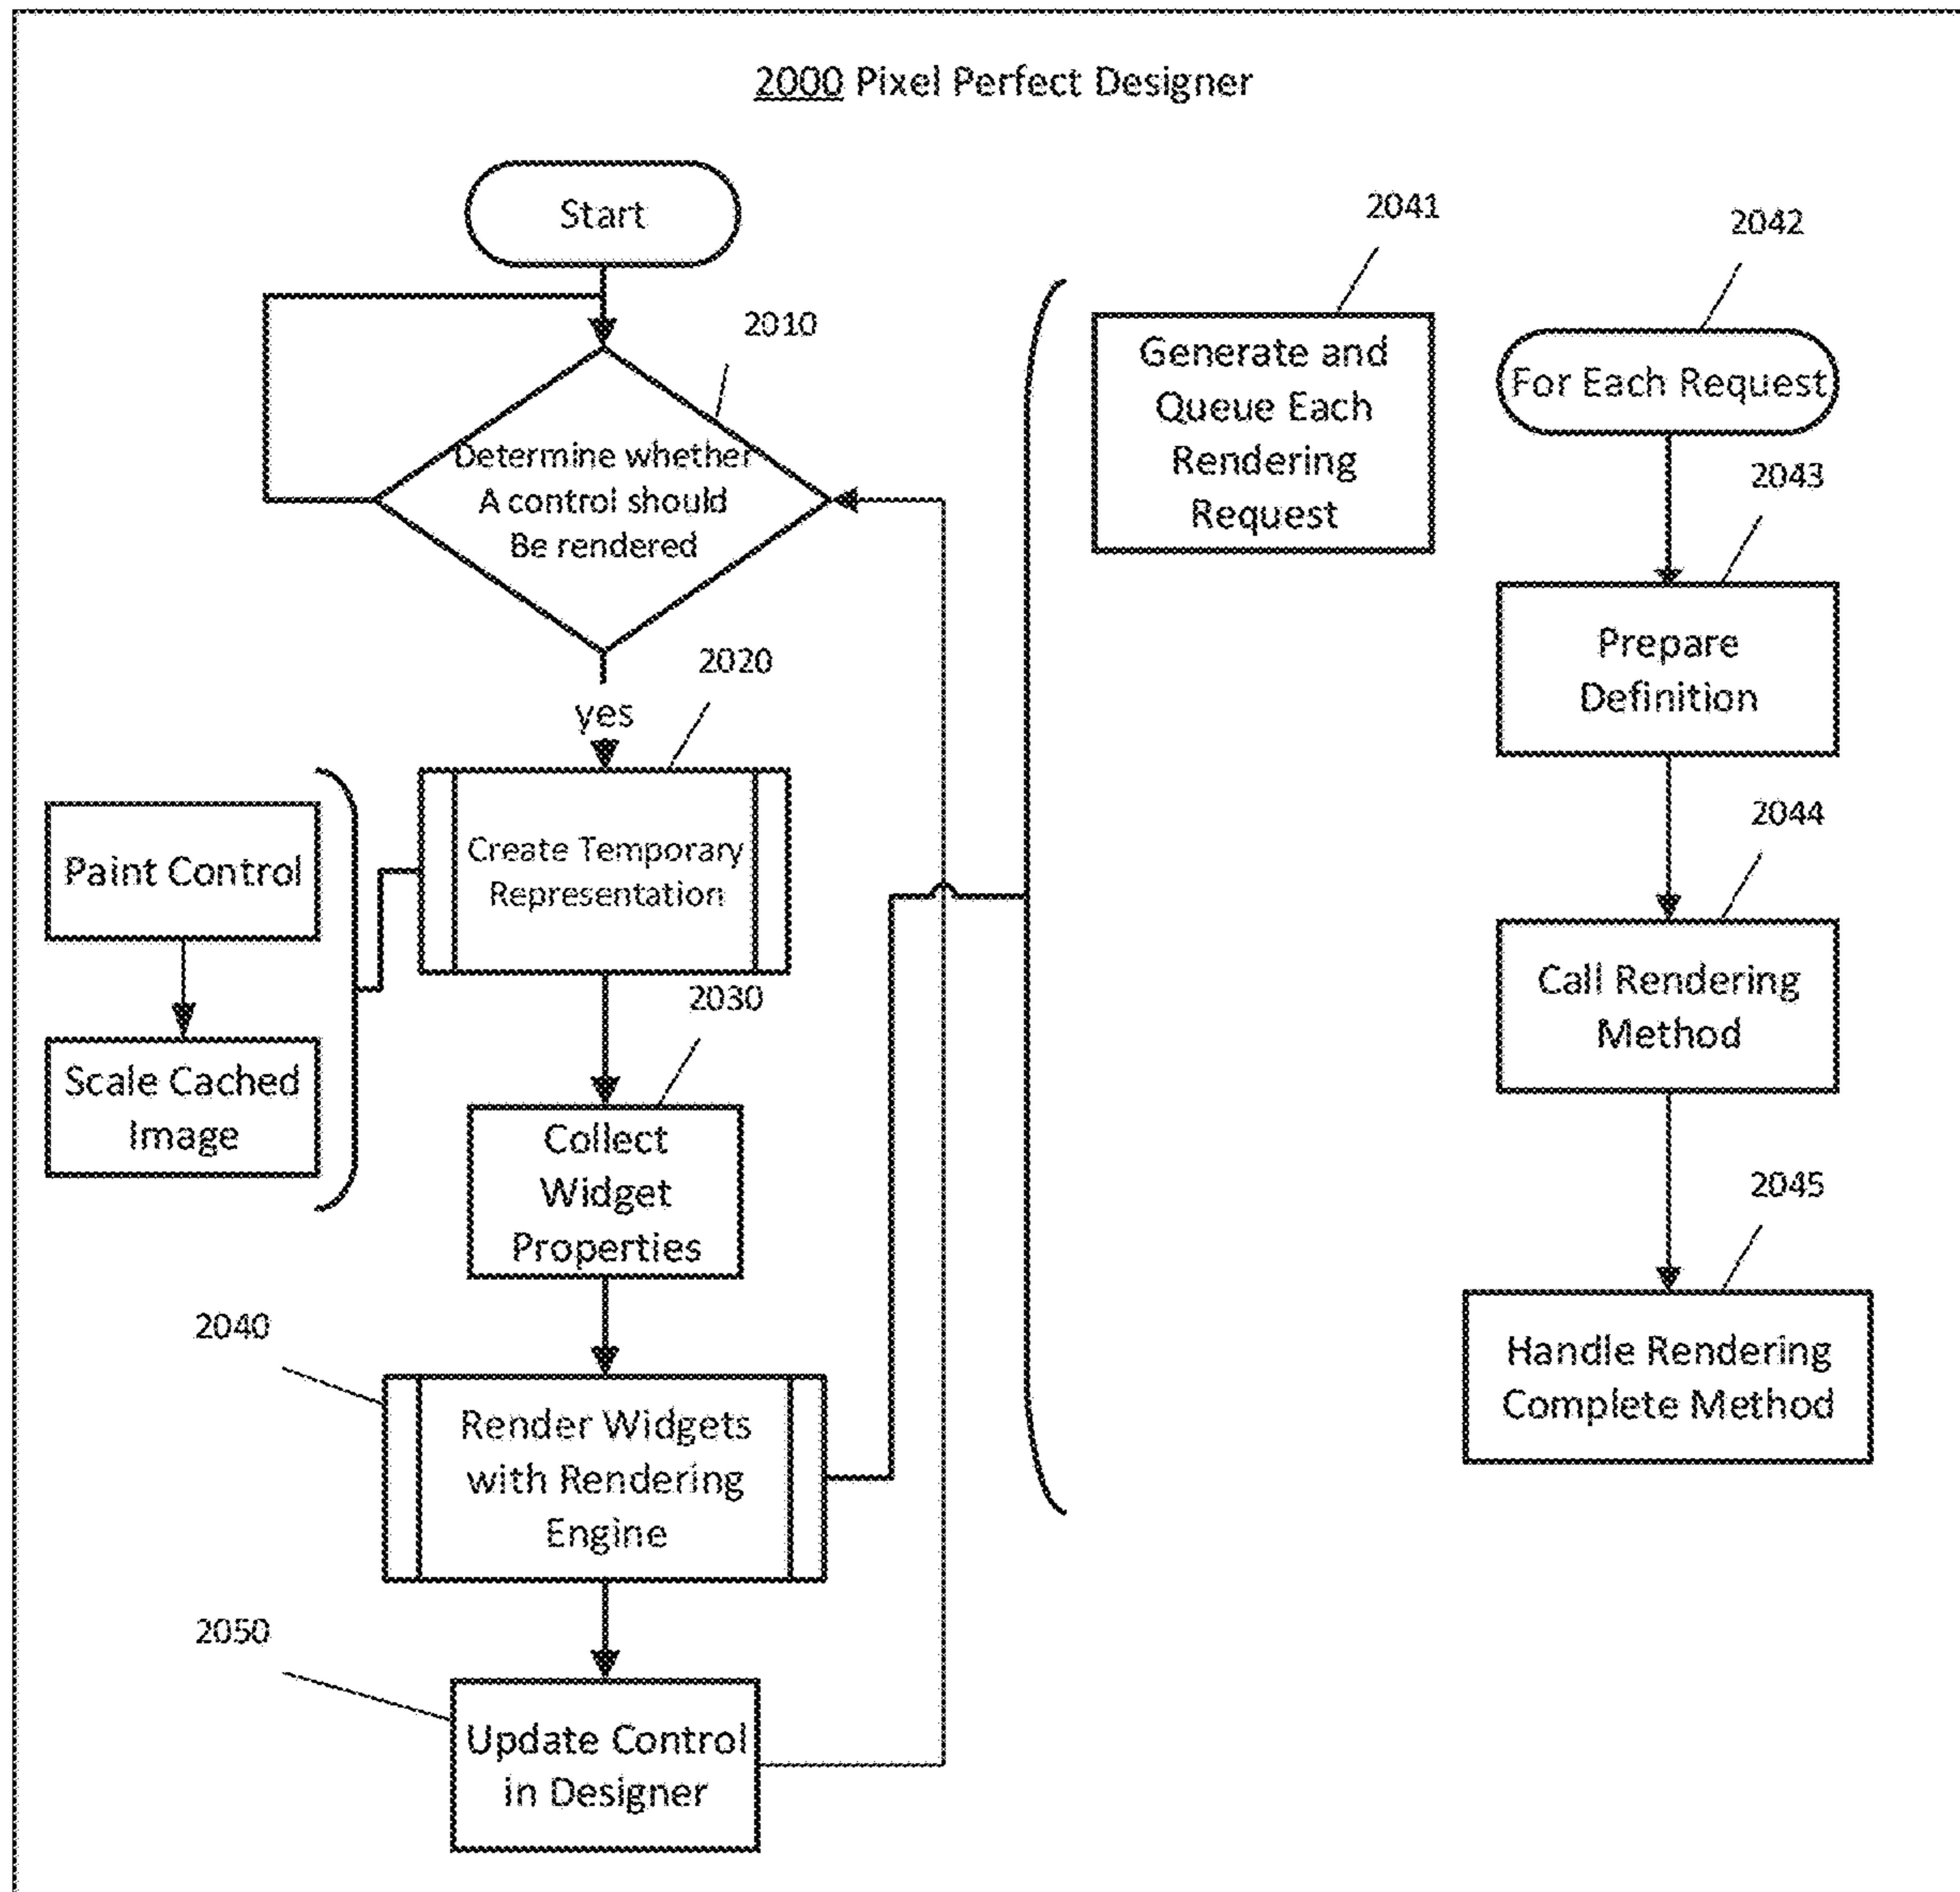 2000 Pixel Perfect Designer
Start
2010
Determine whether
A control should
Be rendered
yes
2020
Create Temporary
Representation
Paint Control
Scale Cached
Image
2030
Collect
Widget
Properties
2040
Render Widgets
with Rendering
Engine
2050
Update Control
in Designer
2041
Generate and
Queue Each
Rendering
Request
2042
For Each Request
2043
Prepare
Definition
2044
Call Rendering
Method
2045
Handle Rendering
Complete Method